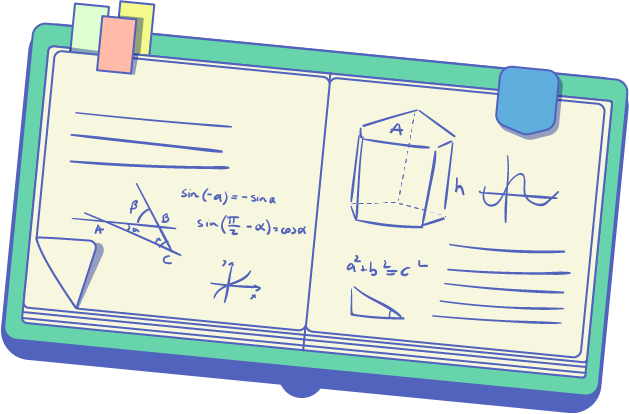 sin(-α)=-sinα
β
B
sin(π/2-α)=cosα
A
α
C
y
x
A
h
a²+b²=c²